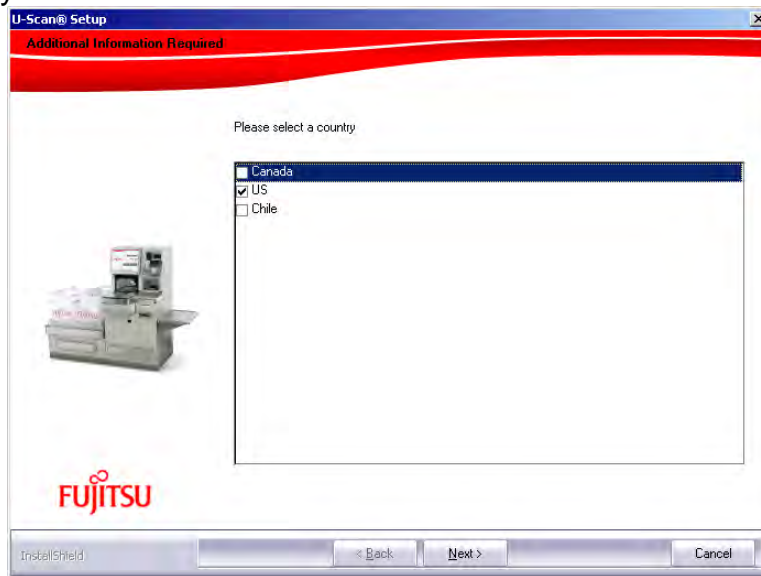 y
U-Scan® Setup
Additional Information Required
Please select a country
Canada
US
Chile
FUJITSU
InstallShield
< Back
Next >
Cancel